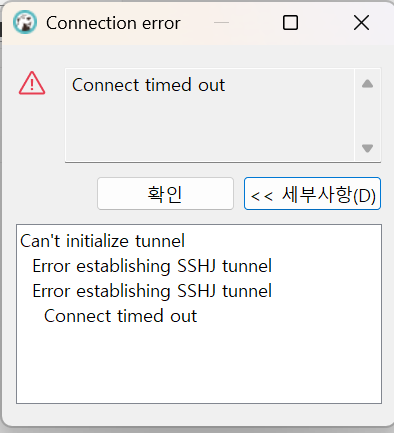 Connection error
Connect timed out
확인
<< 세부사항(D)
Can't initialize tunnel
Error establishing SSHJ tunnel
Error establishing SSHJ tunnel
Connect timed out